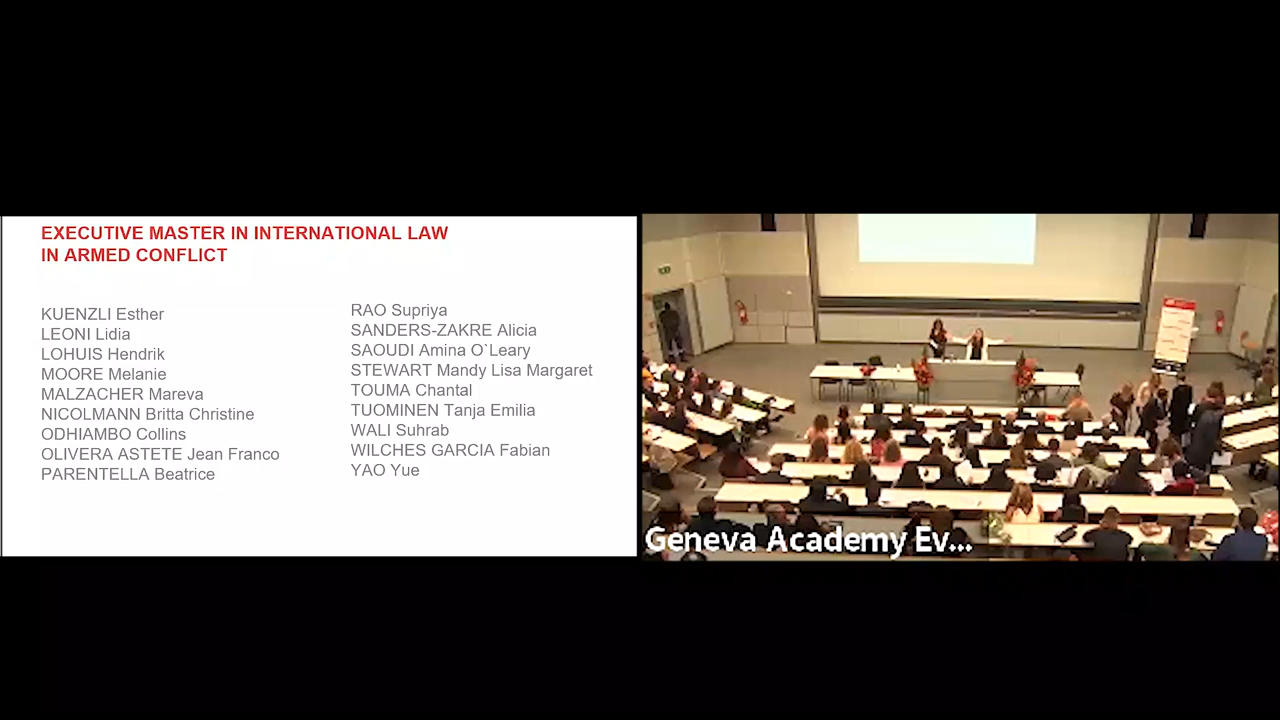 EXECUTIVE MASTER IN INTERNATIONAL LAW
IN ARMED CONFLICT
KUENZLI Esther
LEONI Lidia
LOHUIS Hendrik
MOORE Melanie
MALZACHER Mareva
NICOLMANN Britta Christine
ODHIAMBO Collins
OLIVERA ASTETE Jean Franco
PARENTELLA Beatrice
RAO Supriya
SANDERS-ZAKRE Alicia
SAOUDI Amina O`Leary
STEWART Mandy Lisa Margaret
TOUMA Chantal
TUOMINEN Tanja Emilia
WALI Suhrab
WILCHES GARCIA Fabian
YAO Yue
Geneva Academy Ev...